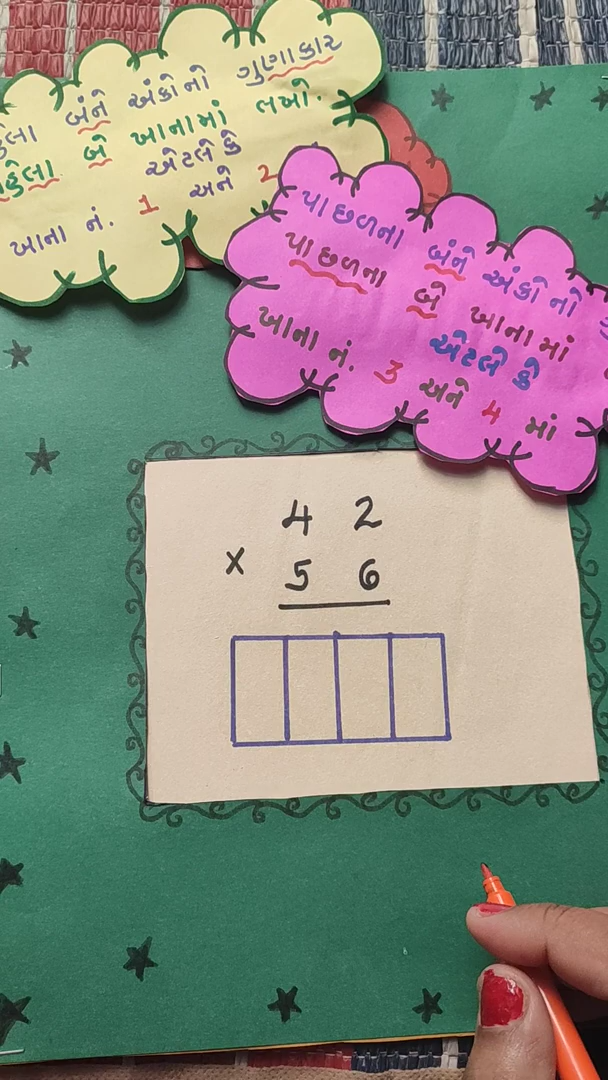 બંને અંકોનો ગુણાકાર
પહેલા બે ખાનામાં લખો.
એટલે કે
ખાના નં. 1 અને 2
પાછળના બંને અંકોનો
પાછળના બે ખાનામાં
એટલે કે
ખાના નં. 3 અને 4 માં
4 2
x 5 6